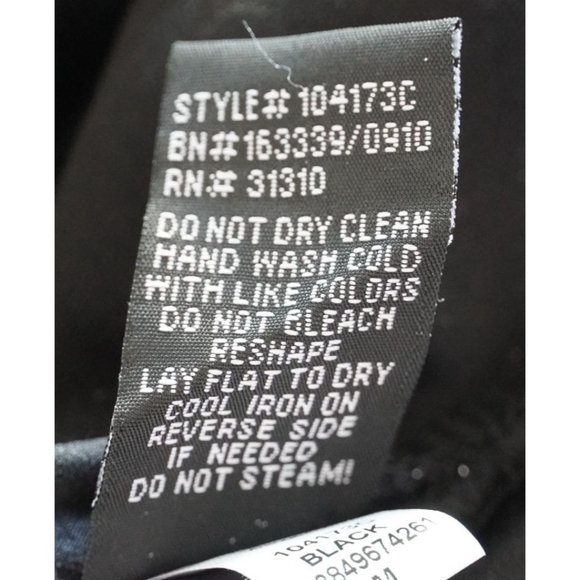 STYLE# 104173C
BN#163339/0910
RN# 31310
DO NOT DRY CLEAN
HAND WASH COLD
WITH LIKE COLORS
DO NOT BLEACH
RESHAPE
LAY FLAT TO DRY
COOL IRON ON
REVERSE SIDE
IF NEEDED
DO NOT STEAM!
BLACK